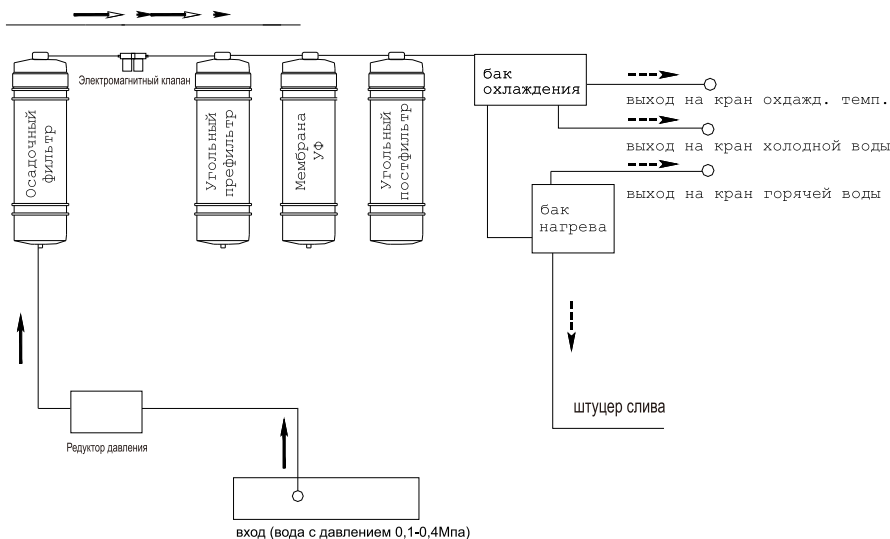 Электромагнитный клапан
Осадочный
фильтр
Угольный
префильтр
Мембрана
УФ
Угольный
постфильтр
бак
охлаждения
выход на кран охдажд. темп.
выход на кран холодной воды
выход на кран горячей воды
бак
нагрева
штуцер слива
Редуктор давления
вход (вода с давлением 0,1-0,4Мпа)